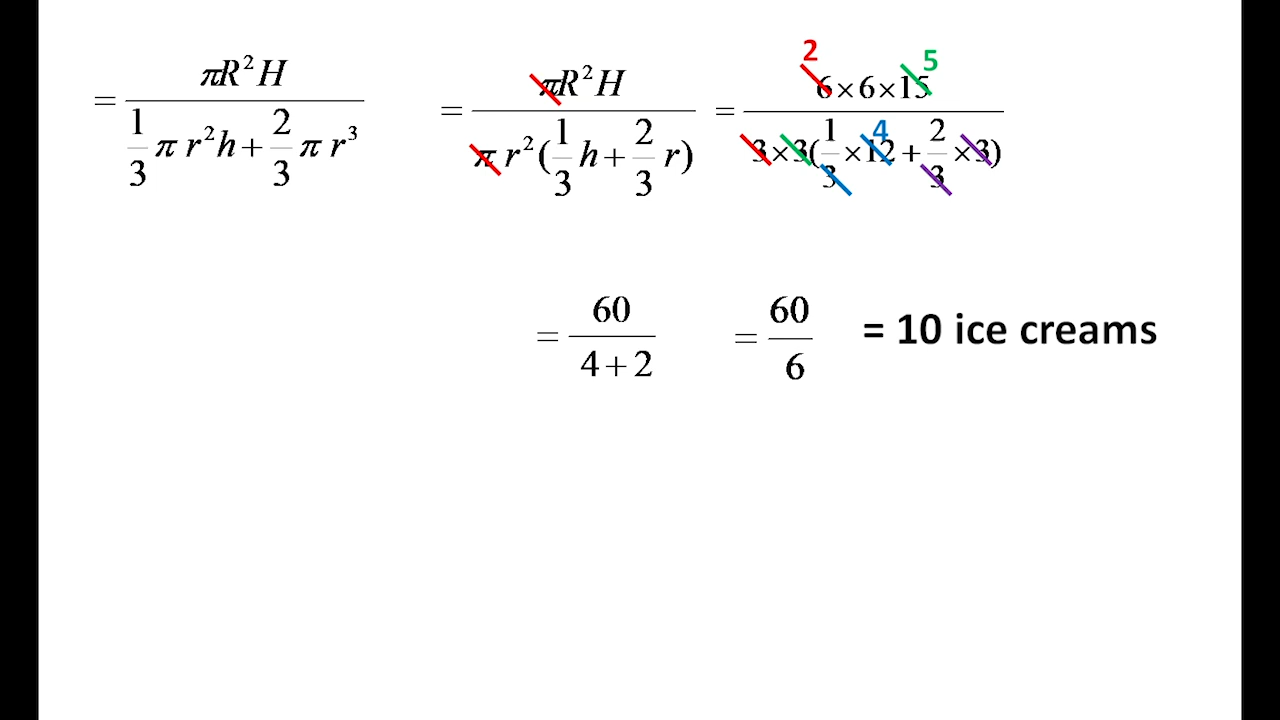 = πR²H / (1/3 π r²h + 2/3 π r³)
= πR²H / (π r²(1/3 h + 2/3 r))
2 5
= 6×6×15 / (3×3(1/3 ×12 + 2/3 ×3))
4
= 60 / (4+2)
= 60 / 6
= 10 ice creams